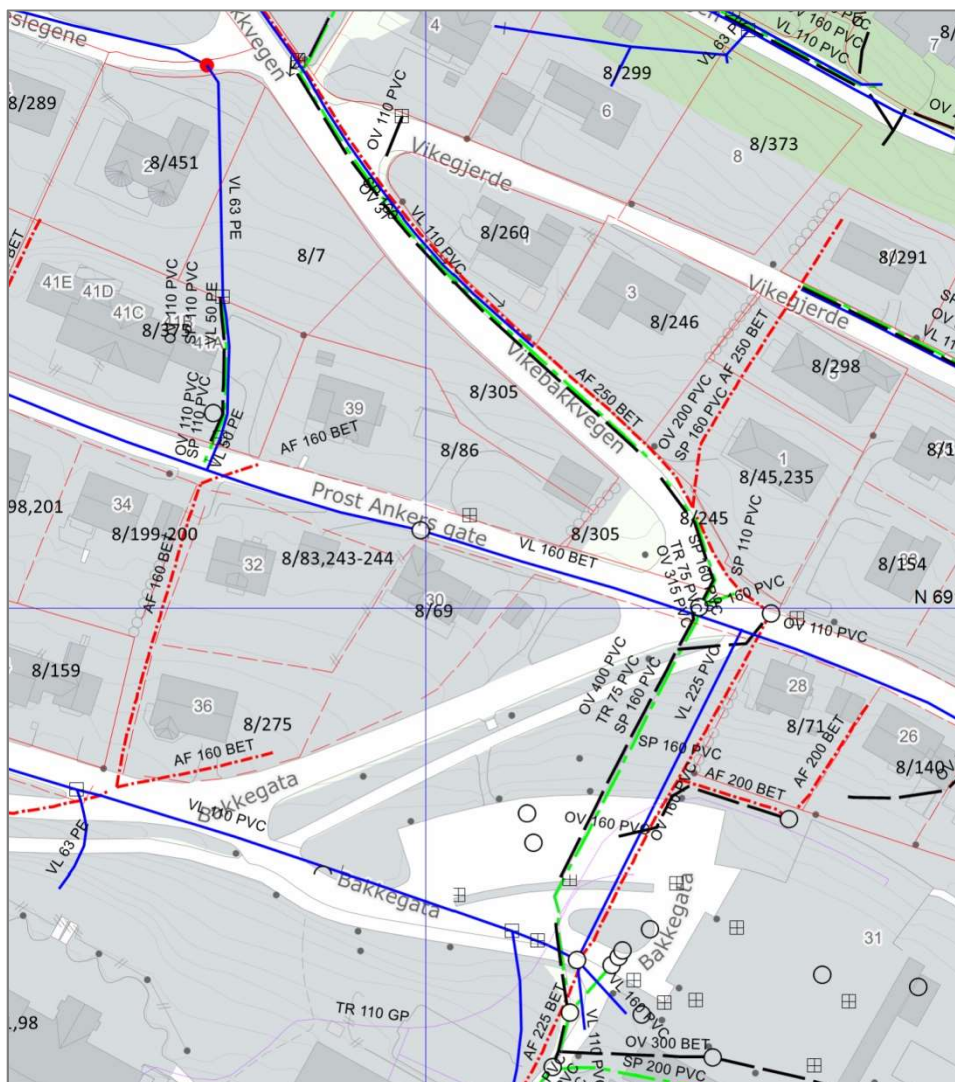 slegene
kkvegen
4
OV 110 PVC
VL 63 P
160 PVC
VL 110 PVC
8/
7
OV
8/289
8/299
6
8/373
8
2
8/451
OV 110 PVC
Vikegjerde
VL 63 PE
VL 110 PVC
BET
8/7
8/260
8/291
41E
41D
41C
8/375
41A
OV 110 PVC
SP 110 PVC
VL 50 PE
3
8/246
Vikegjerde
8/298
5
Vikebakkvegen
AF 250 BET
AF 250 BET
OV 200 PVC
SP 160 PVC
39
8/305
8/86
OV 110 PVC
SP 110 PVC
VL 50 PE
AF 160 BET
1
8/45,235
98,201
34
8/199-200
Prost Ankers gate
8/305
8/245
SP 110 PVC
32
8/83,243-244
VL 160 BET
AF 160 BET
TR 75 PVC
OV 315 PVC
8/154
N 69
30
8/69
OV 110 PVC
8/159
OV 400 PVC
TR 75 PVC
SP 160 PVC
VL 225 PVC
28
8/71
36
8/275
26
8/140
AF 160 BET
SP 160 PVC
AF 200 BET
AF 200 BET
Bakkegata
OV 160 PVC
VL 63 PE
Bakkegata
Bakkegata
31
TR 110 GP
,98
AF 225 BET
VL 160 PVC
VL 110 PVC
OV 300 BET
SP 200 PVC